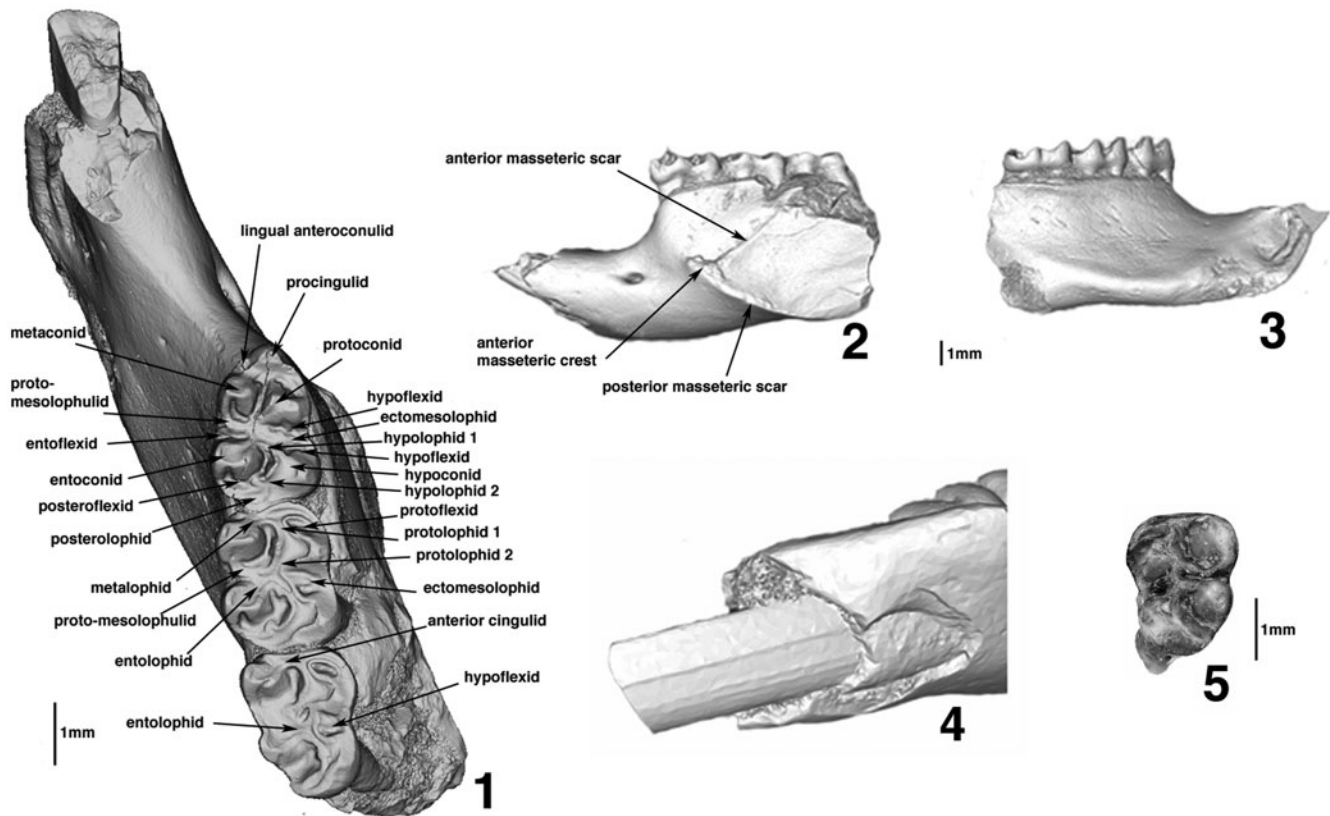 lingual anteroconulid
procingulid
metaconid
protoconid
proto-
mesolophulid
hypoflexid
ectomesolophid
entoflexid
hypolophid 1
hypoflexid
entoconid
hypoconid
posteroflexid
hypolophid 2
protoflexid
posterolophid
protolophid 1
protolophid 2
metalophid
ectomesolophid
proto-mesolophulid
anterior cingulid
entolophid
hypoflexid
entolophid
1mm
1
anterior masseteric scar
anterior
masseteric crest
posterior masseteric scar
2
1mm
3
4
1mm
5